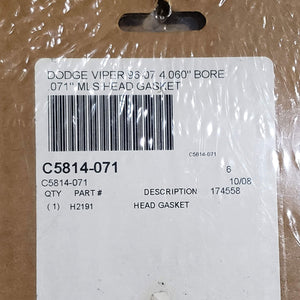 DODGE VIPER 96-07 4.060" BORE
.071" MLS HEAD GASKET
C5814-071
C5814-071
6
C5814-071
10/08
QTY PART # DESCRIPTION 174558
(1) H2191 HEAD GASKET